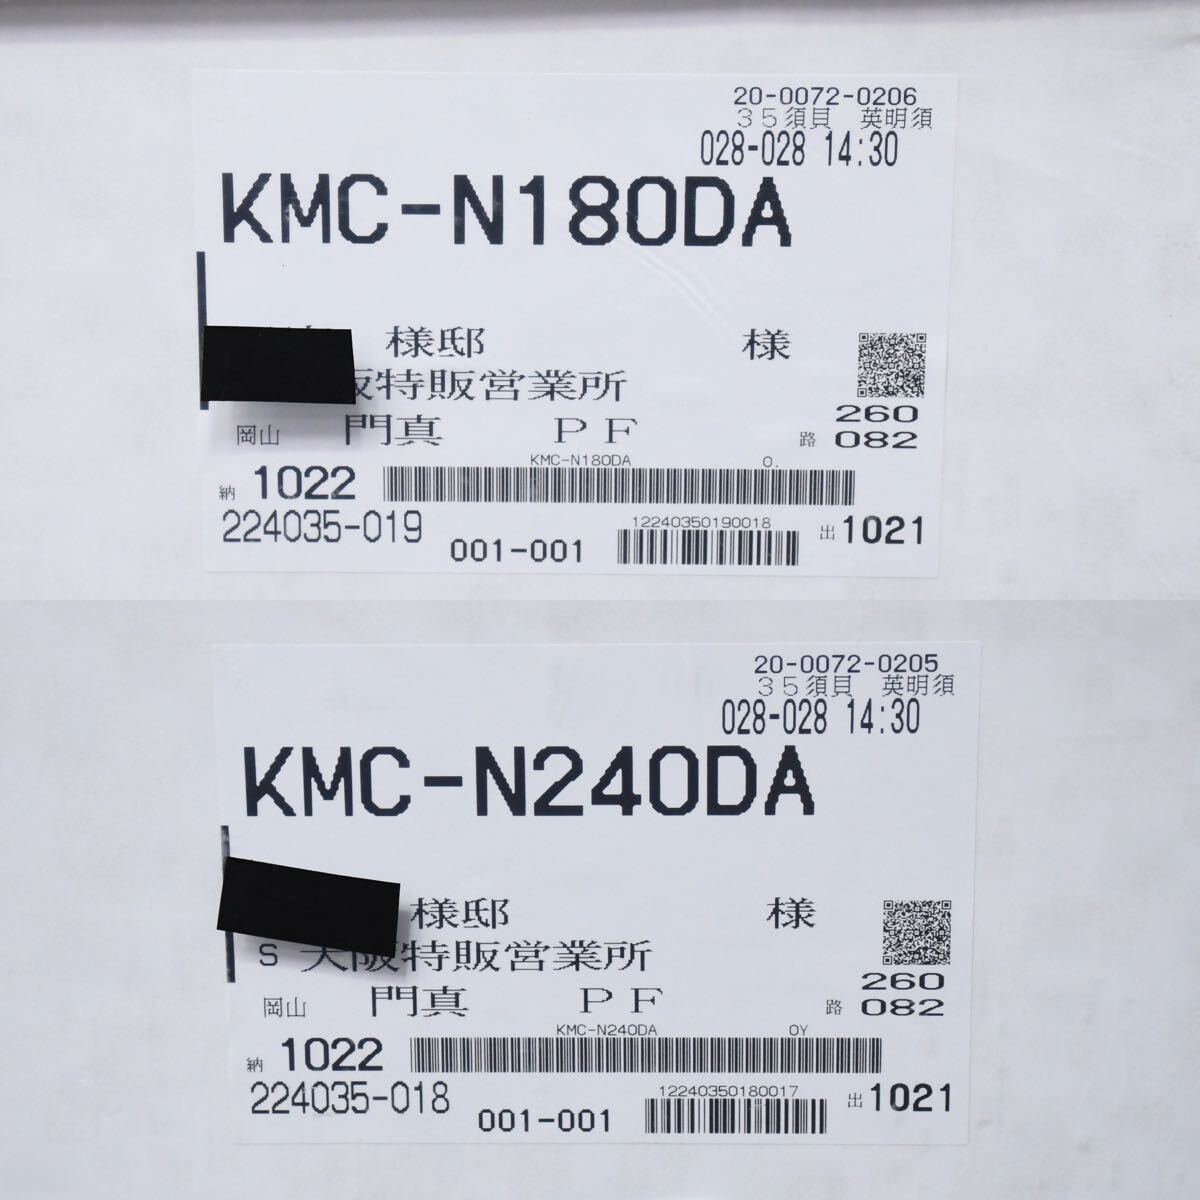 20-0072-0206
35須貝 英明須
028-028 14:30
KMC-N180DA
様邸 様
阪特販営業所
260
岡山 門真 PF 路 082
KMC-N180DA 0.
納 1022
224035-019 001-001 12240350190018 出 1021
20-0072-0205
35須貝 英明須
028-028 14:30
KMC-N240DA
様邸 様
S 大阪特販営業所
260
岡山 門真 PF 路 082
KMC-N240DA 0Y
納 1022
224035-018 001-001 12240350180017 出 1021